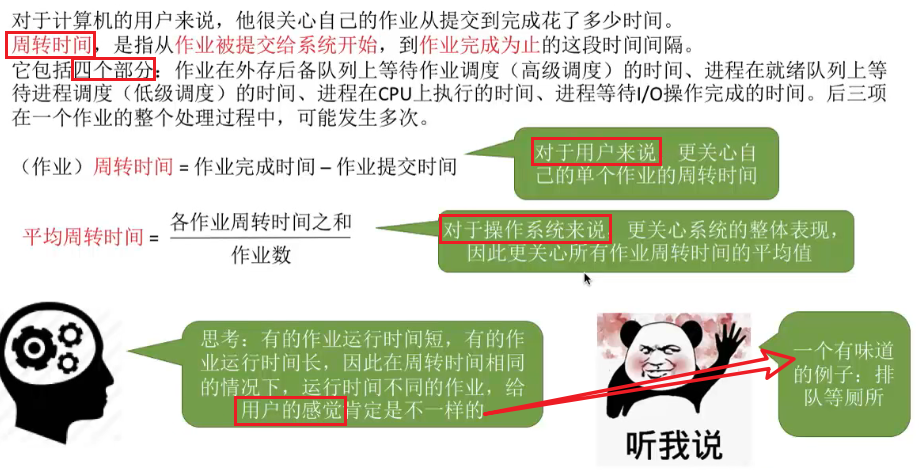 对于计算机的用户来说，他很关心自己的作业从提交到完成花了多少时间。
周转时间，是指从作业被提交给系统开始，到作业完成为止的这段时间间隔。
它包括四个部分：作业在外存后备队列上等待作业调度（高级调度）的时间、进程在就绪队列上等
待进程调度（低级调度）的时间、进程在CPU上执行的时间、进程等待I/O操作完成的时间。后三项
在一个作业的整个处理过程中，可能发生多次。
（作业）周转时间 = 作业完成时间 – 作业提交时间
对于用户来说，更关心自
己的单个作业的周转时间
平均周转时间 = 各作业周转时间之和
作业数
对于操作系统来说，更关心系统的整体表现，
因此更关心所有作业周转时间的平均值
思考：有的作业运行时间短，有的作
业运行时间长，因此在周转时间相同
的情况下，运行时间不同的作业，给
用户的感觉肯定是不一样的
听我说
一个有味道
的例子：排
队等厕所